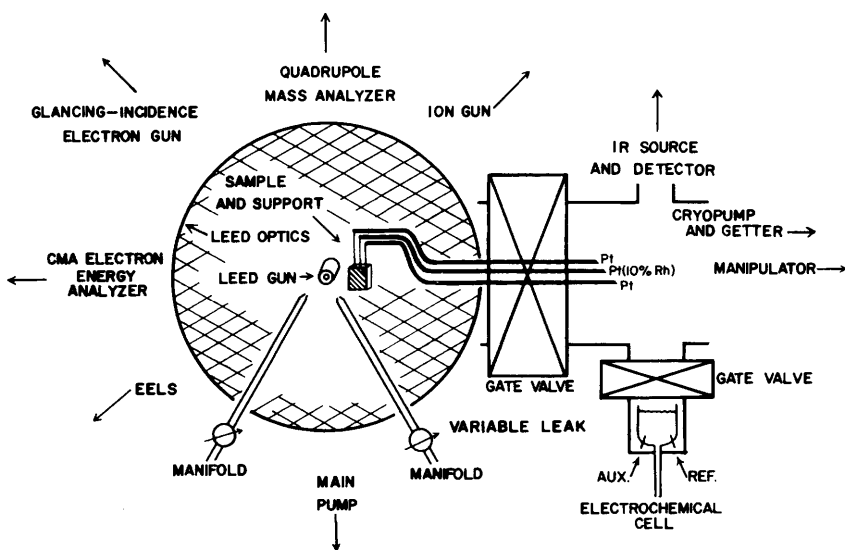 QUADRUPOLE
MASS ANALYZER
GLANCING-INCIDENCE
ELECTRON GUN
ION GUN
IR SOURCE
AND DETECTOR
SAMPLE
AND SUPPORT
LEED OPTICS
CRYOPUMP
AND GETTER
CMA ELECTRON
ENERGY
ANALYZER
LEED GUN
Pt
Pt(10% Rh)
Pt
MANIPULATOR
EELS
GATE VALVE
GATE VALVE
VARIABLE LEAK
MANIFOLD
MANIFOLD
MAIN
PUMP
AUX.
REF.
ELECTROCHEMICAL
CELL